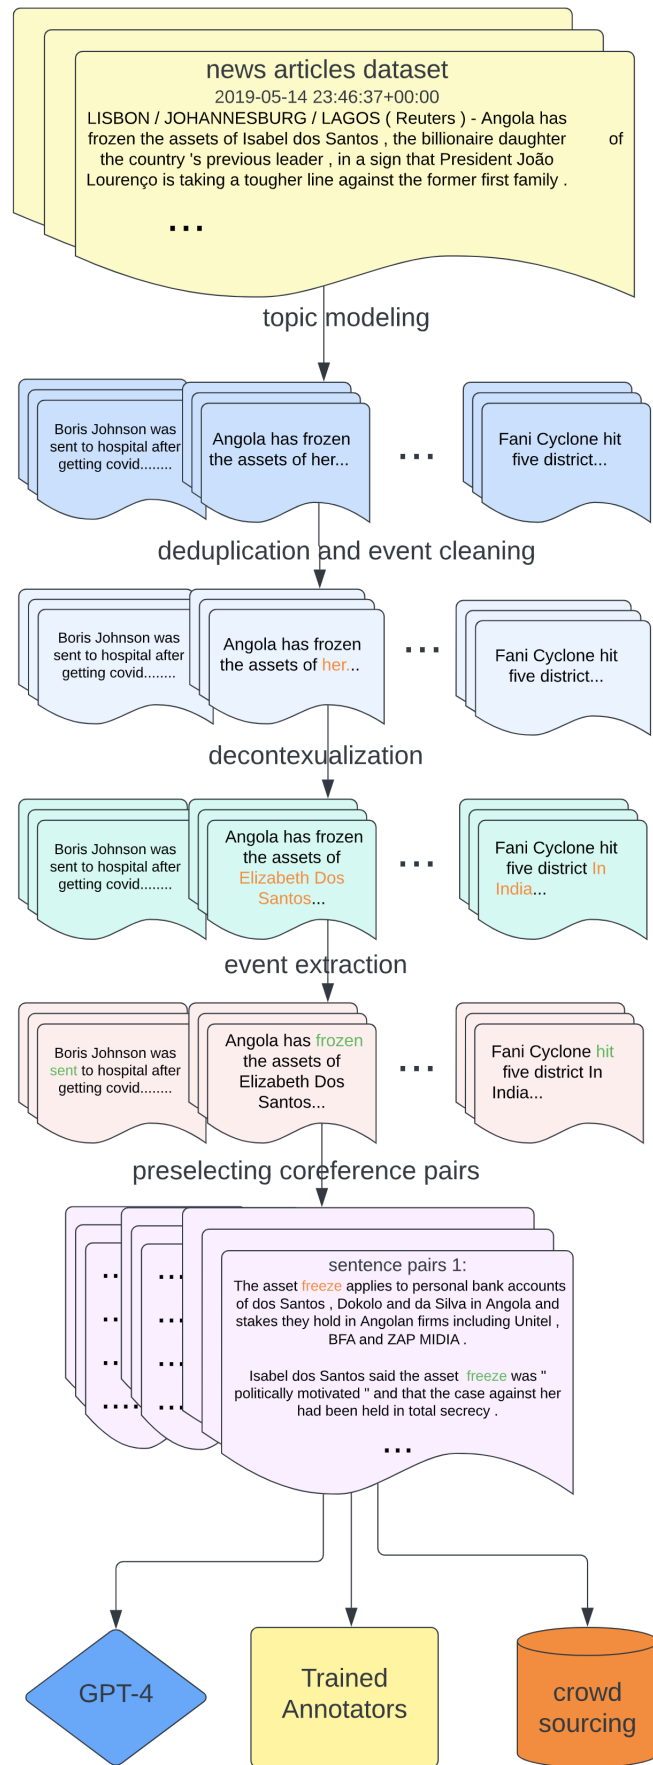 news articles dataset
2019-05-14 23:46:37+00:00
LISBON / JOHANNESBURG / LAGOS ( Reuters ) - Angola has
frozen the assets of Isabel dos Santos , the billionaire daughter of
the country 's previous leader , in a sign that President João
Lourenço is taking a tougher line against the former first family .
...
topic modeling
Boris Johnson was
sent to hospital after
getting covid........
Angola has frozen
the assets of her...
...
Fani Cyclone hit
five district...
deduplication and event cleaning
Boris Johnson was
sent to hospital after
getting covid........
Angola has frozen
the assets of her...
...
Fani Cyclone hit
five district...
decontexualization
Boris Johnson was
sent to hospital after
getting covid........
Angola has frozen
the assets of
Elizabeth Dos
Santos...
...
Fani Cyclone hit
five district In
India...
event extraction
Boris Johnson was
sent to hospital after
getting covid........
Angola has frozen
the assets of
Elizabeth Dos
Santos...
...
Fani Cyclone hit
five district In
India...
preselecting coreference pairs
sentence pairs 1:
The asset freeze applies to personal bank accounts
of dos Santos , Dokolo and da Silva in Angola and
stakes they hold in Angolan firms including Unitel ,
BFA and ZAP MIDIA .
Isabel dos Santos said the asset freeze was "
politically motivated " and that the case against her
had been held in total secrecy .
...
GPT-4
Trained
Annotators
crowd
sourcing